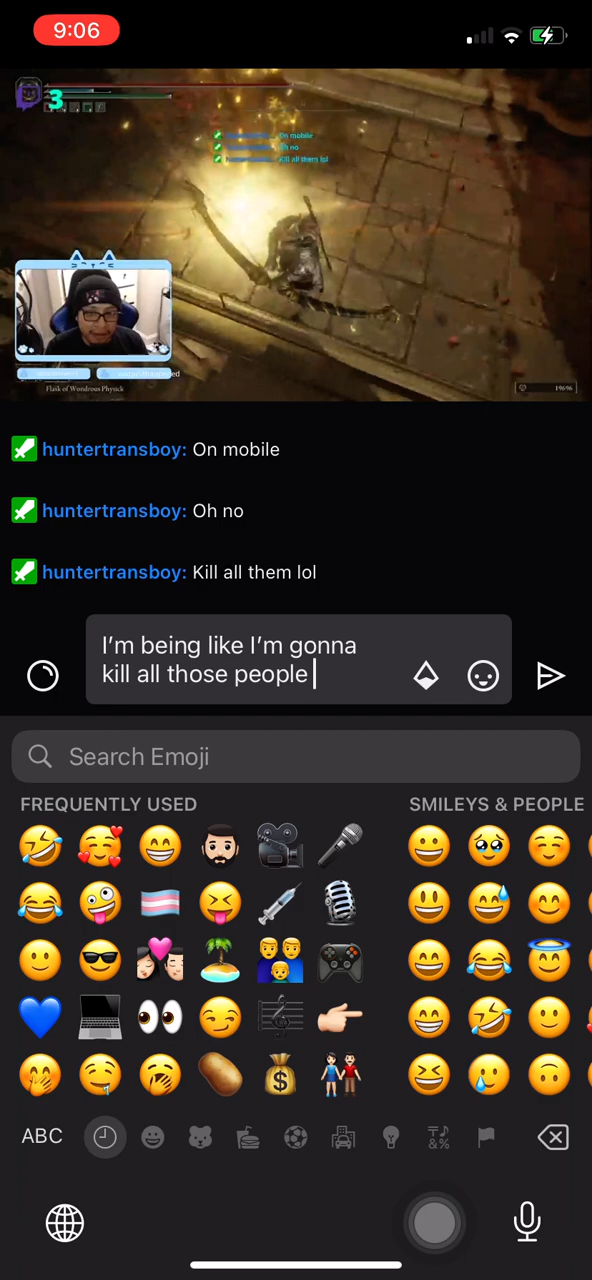 9:06
3
On mobile
Oh no
Kill all them lol
Flask of Wondrous Physick
19696
huntertransboy: On mobile
huntertransboy: Oh no
huntertransboy: Kill all them lol
I’m being like I’m gonna
kill all those people
Search Emoji
FREQUENTLY USED
SMILEYS & PEOPLE
ABC